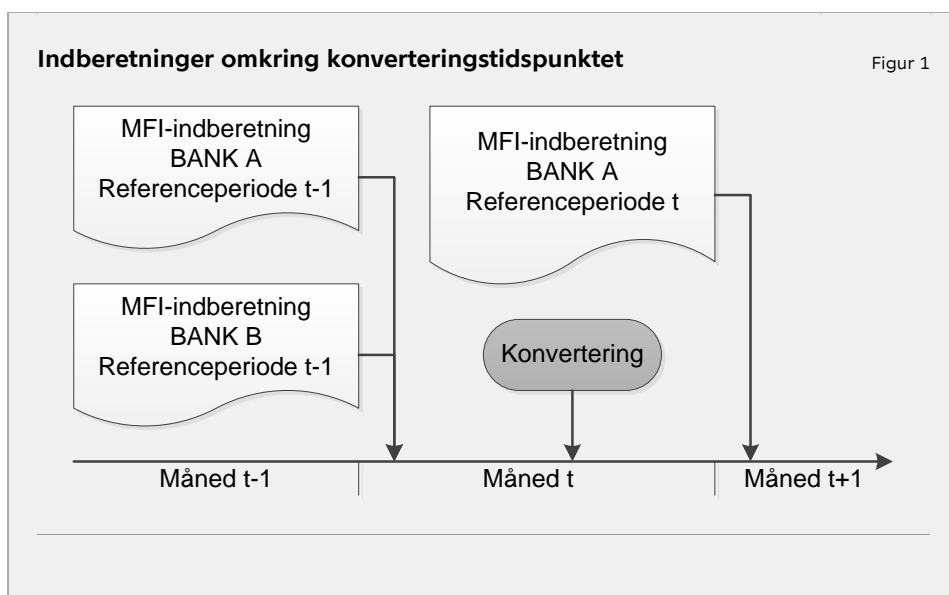 Indberetninger omkring konverteringstidspunktet
Figur 1
MFI-indberetning
BANK A
Referenceperiode t-1
MFI-indberetning
BANK A
Referenceperiode t
MFI-indberetning
BANK B
Referenceperiode t-1
Konvertering
Måned t-1
Måned t
Måned t+1